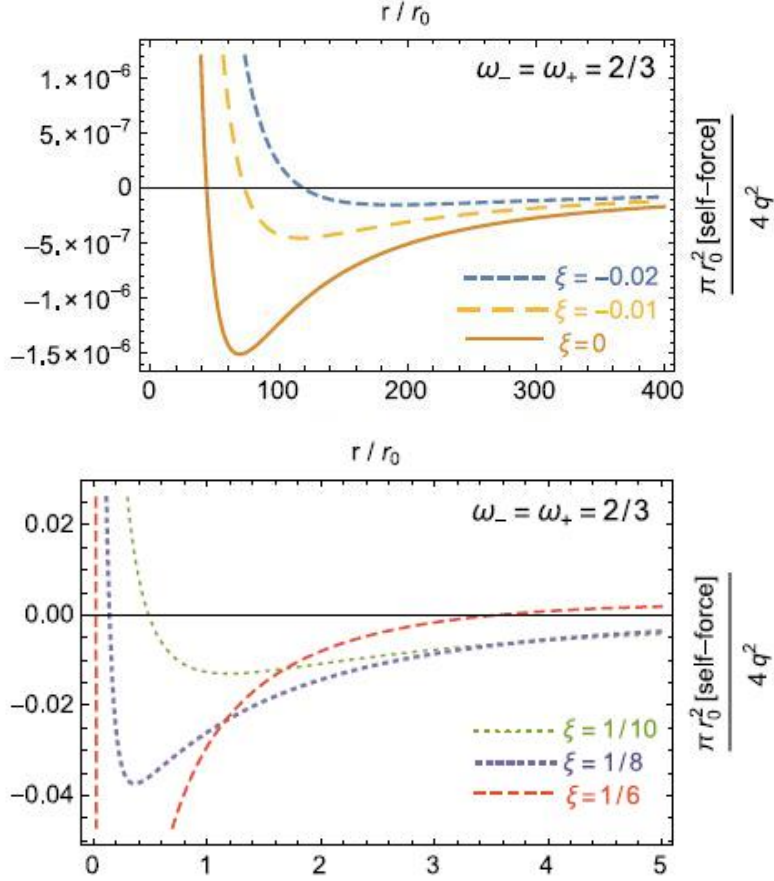 r / r₀
ω₋ = ω₊ = 2/3
1. × 10⁻⁶
5. × 10⁻⁷
0
−5. × 10⁻⁷
−1. × 10⁻⁶
−1.5 × 10⁻⁶
ξ = −0.02
ξ = −0.01
ξ = 0
0 100 200 300 400
π r₀² [self−force]
4 q²
r / r₀
ω₋ = ω₊ = 2/3
0.02
0.00
−0.02
−0.04
ξ = 1/10
ξ = 1/8
ξ = 1/6
0 1 2 3 4 5
π r₀² [self−force]
4 q²